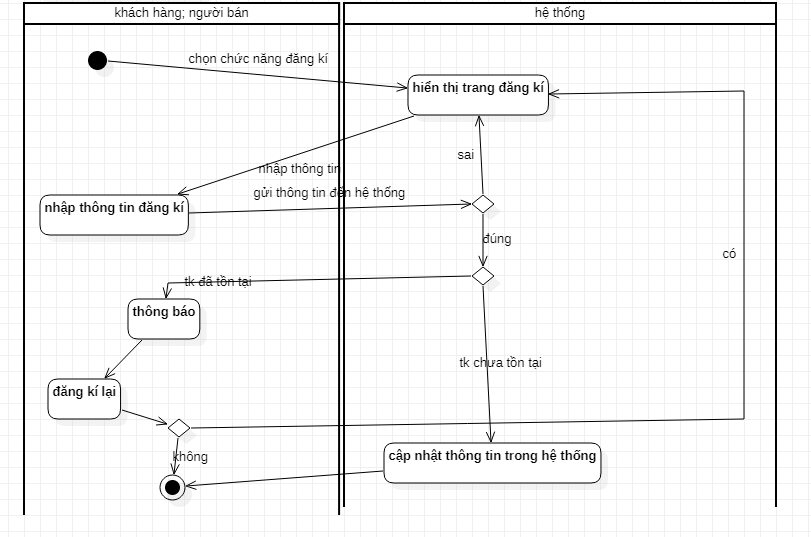 khách hàng; người bán
hệ thống
chọn chức năng đăng kí
hiển thị trang đăng kí
sai
nhập thông tin
gửi thông tin đến hệ thống
nhập thông tin đăng kí
đúng
có
tk đã tồn tại
thông báo
tk chưa tồn tại
đăng kí lại
không
cập nhật thông tin trong hệ thống